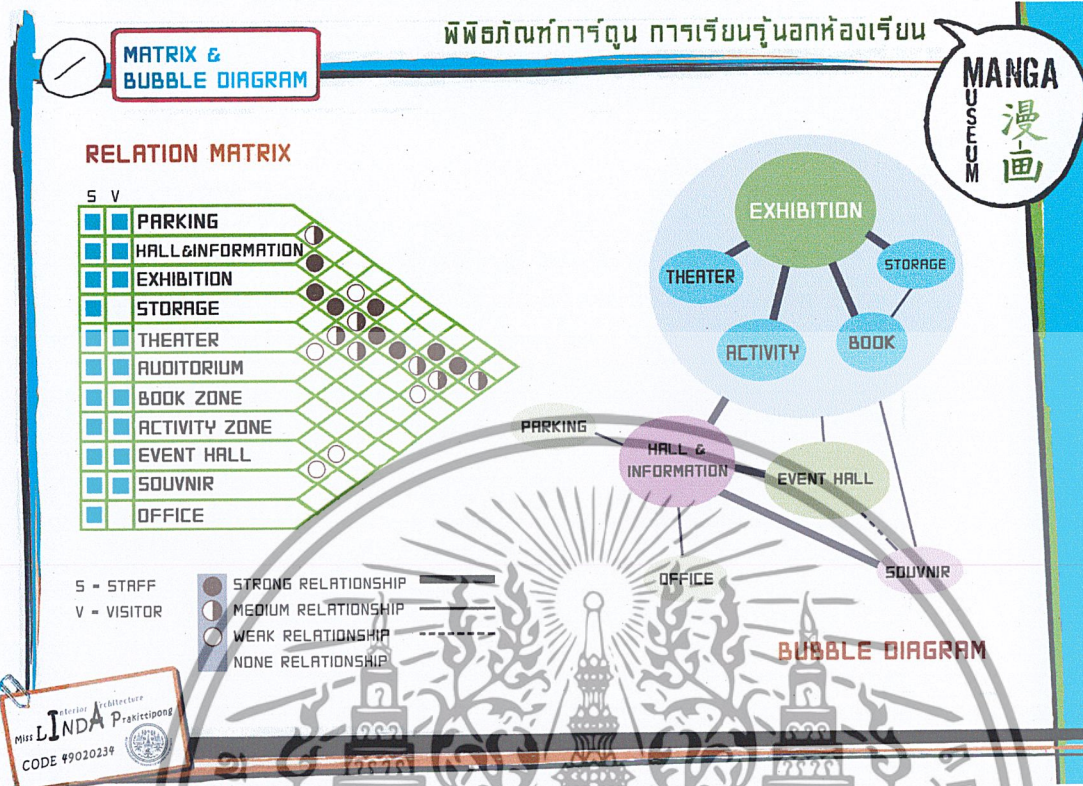 พิพิธภัณฑ์การ์ตูน การเรียนรู้นอกห้องเรียน
MATRIX &
BUBBLE DIAGRAM
MANGA
MUSEUM
漫画
RELATION MATRIX
S V
PARKING
HALL&INFORMATION
EXHIBITION
STORAGE
THEATER
AUDITORIUM
BOOK ZONE
ACTIVITY ZONE
EVENT HALL
SOUVNIR
OFFICE
EXHIBITION
THEATER
STORAGE
ACTIVITY
BOOK
PARKING
HALL &
INFORMATION
EVENT HALL
OFFICE
SOUVNIR
S = STAFF
V = VISITOR
STRONG RELATIONSHIP
MEDIUM RELATIONSHIP
WEAK RELATIONSHIP
NONE RELATIONSHIP
BUBBLE DIAGRAM
Interior Architecture
Miss LINDA Prakittipong
CODE 49020234